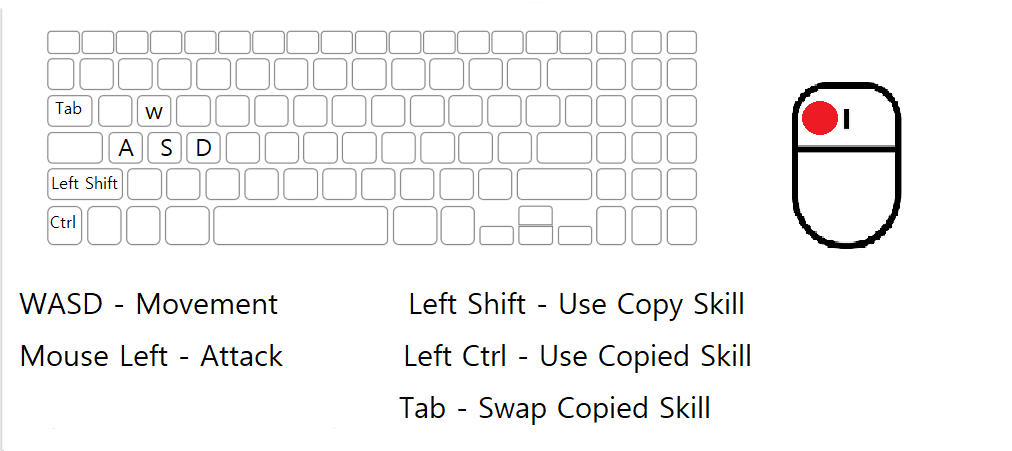 Tab
W
A S D
Left Shift
Ctrl
WASD - Movement
Mouse Left - Attack
Left Shift - Use Copy Skill
Left Ctrl - Use Copied Skill
Tab - Swap Copied Skill